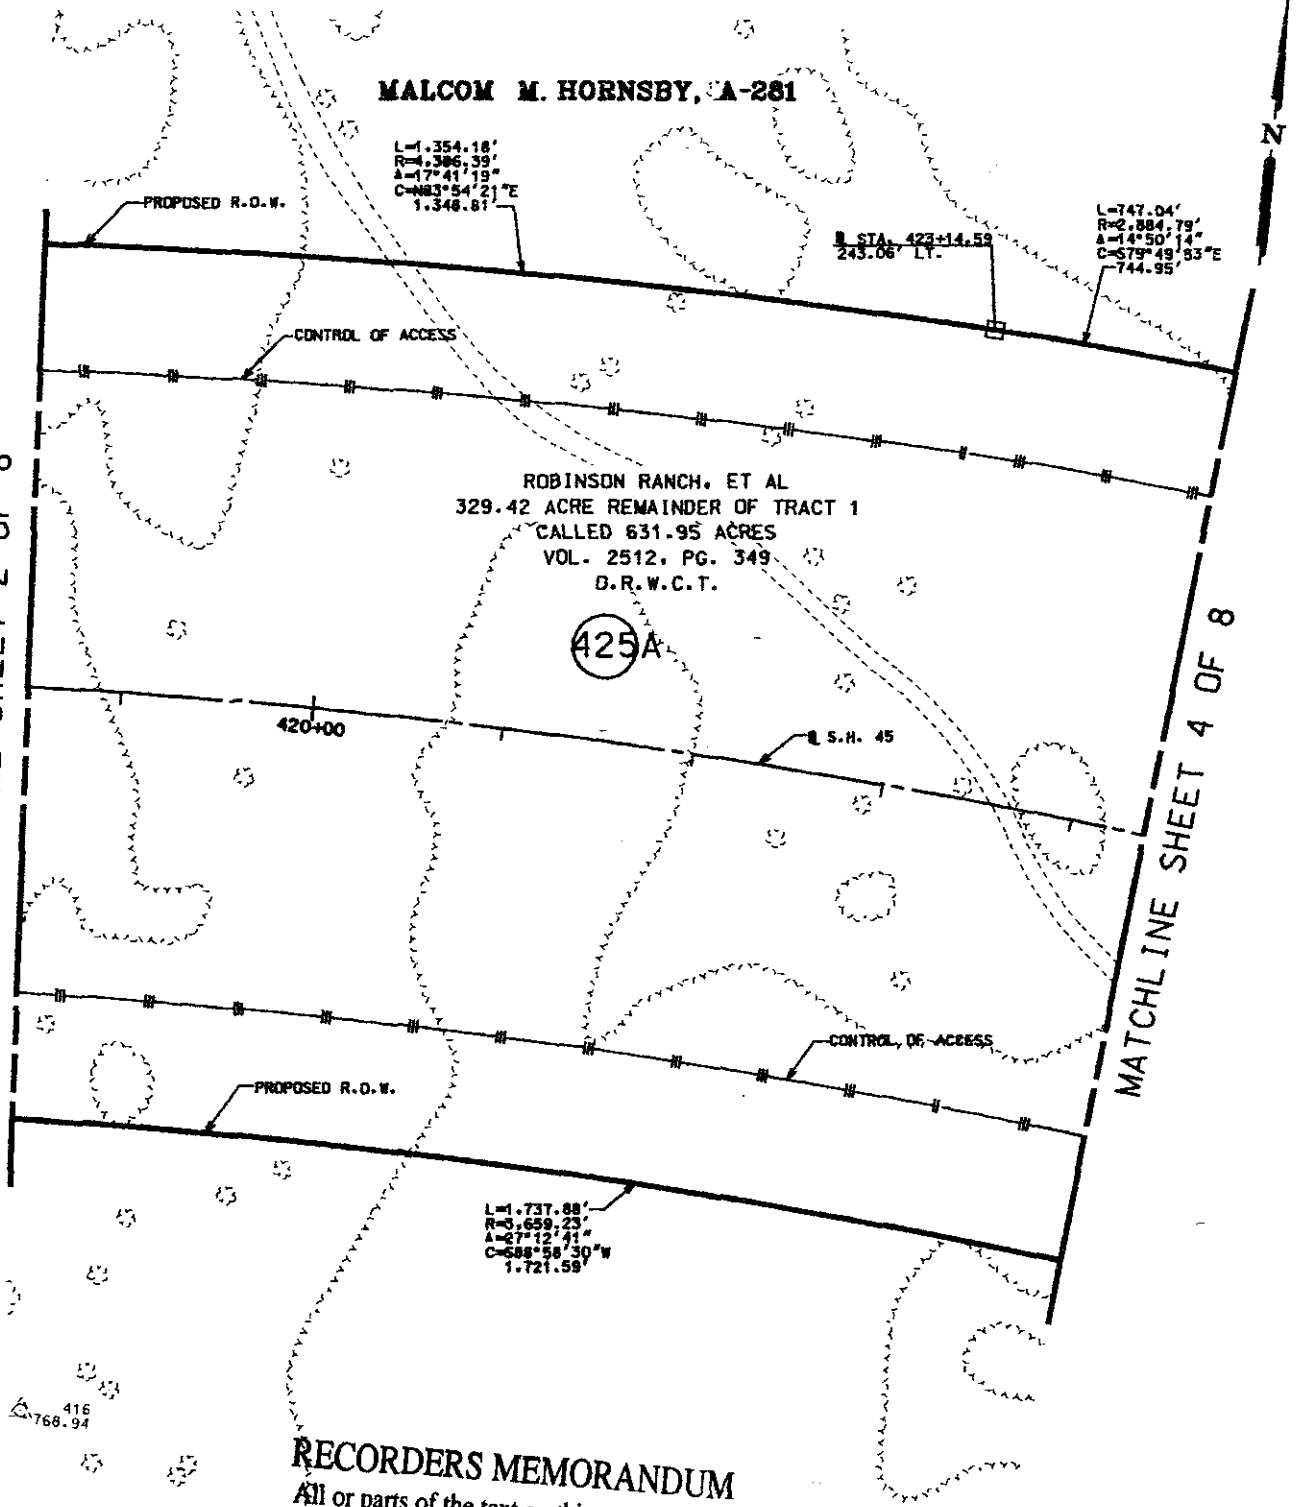 MALCOM M. HORNSBY, A-281
N
L=1,354.18'
R=4,386.39'
Δ=17°41'19"
C=N83°54'21"E
1,348.81'
PROPOSED R.O.W.
STA. 423+14.59
243.06' LT.
L=747.04'
R=2,884.79'
Δ=14°50'14"
C=S79°49'53"E
744.95'
CONTROL OF ACCESS
ROBINSON RANCH, ET AL
329.42 ACRE REMAINDER OF TRACT 1
CALLED 631.95 ACRES
VOL. 2512, PG. 349
D.R.W.C.T.
425A
420+00
S.H. 45
MATCHLINE SHEET 4 OF 8
CONTROL OF ACCESS
PROPOSED R.O.W.
L=1,737.88'
R=3,659.23'
Δ=27°12'41"
C=S88°58'30"W
1,721.59'
416
768.94
RECORDERS MEMORANDUM
All or parts of the text